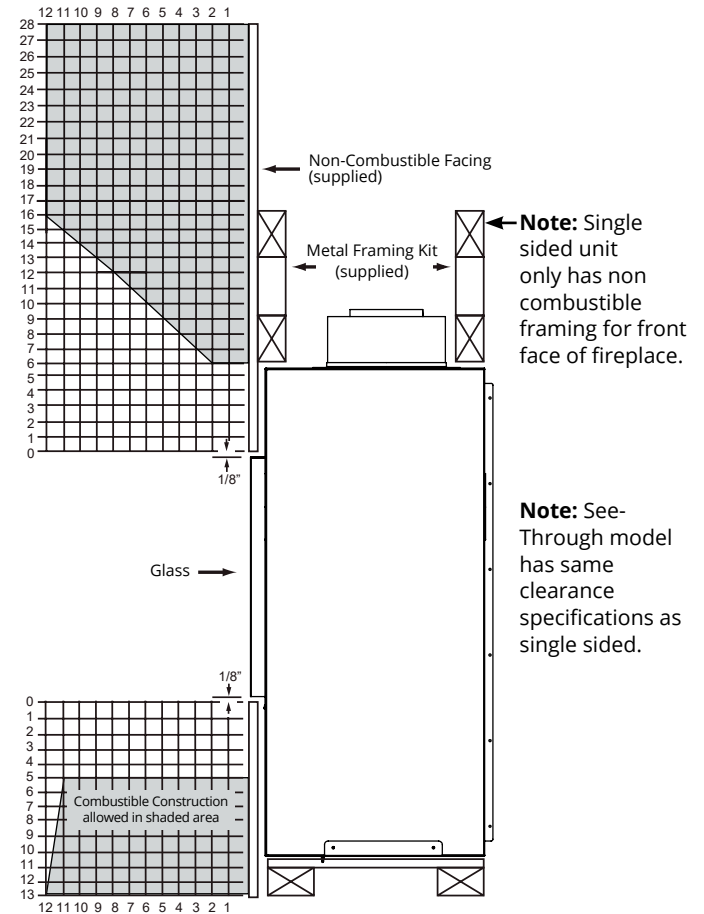 12 11 10 9 8 7 6 5 4 3 2 1
28
27
26
25
24
23
22
21
20
19
18
17
16
15
14
13
12
11
10
9
8
7
6
5
4
3
2
1
0
Non-Combustible Facing
(supplied)
Metal Framing Kit
(supplied)
Note: Single
sided unit
only has non
combustible
framing for front
face of fireplace.
1/8"
Glass
Note: See-
Through model
has same
clearance
specifications as
single sided.
1/8"
0
1
2
3
4
5
6
7
8
9
10
11
12
13
Combustible Construction
allowed in shaded area
12 11 10 9 8 7 6 5 4 3 2 1